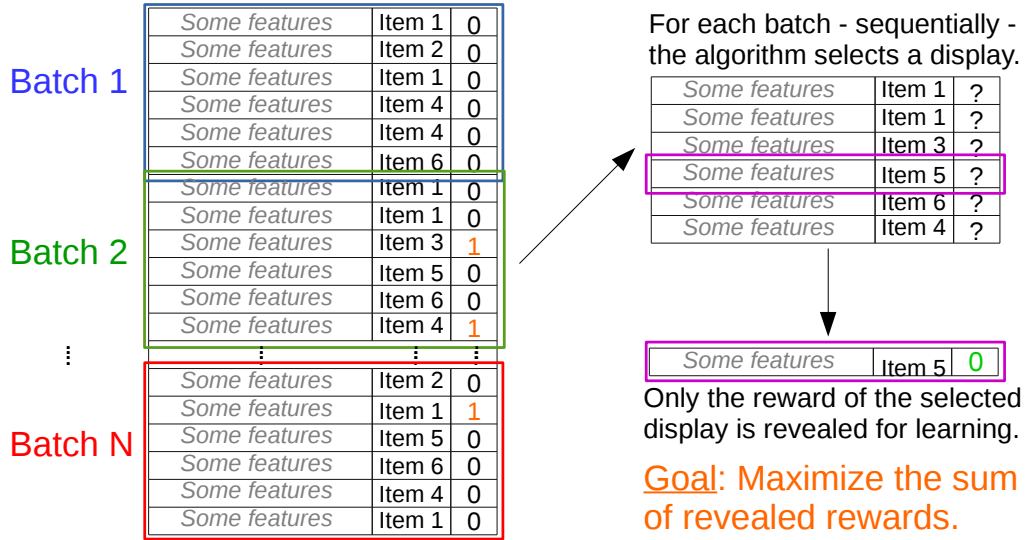 Batch 1
Some features Item 1 0
Some features Item 2 0
Some features Item 1 0
Some features Item 4 0
Some features Item 4 0
Some features Item 6 0
Batch 2
Some features Item 1 0
Some features Item 1 0
Some features Item 3 1
Some features Item 5 0
Some features Item 6 0
Some features Item 4 1
Batch N
Some features Item 2 0
Some features Item 1 1
Some features Item 5 0
Some features Item 6 0
Some features Item 4 0
Some features Item 1 0
For each batch - sequentially -
the algorithm selects a display.
Some features Item 1 ?
Some features Item 1 ?
Some features Item 3 ?
Some features Item 5 ?
Some features Item 6 ?
Some features Item 4 ?
Some features Item 5 0
Only the reward of the selected
display is revealed for learning.
Goal: Maximize the sum
of revealed rewards.